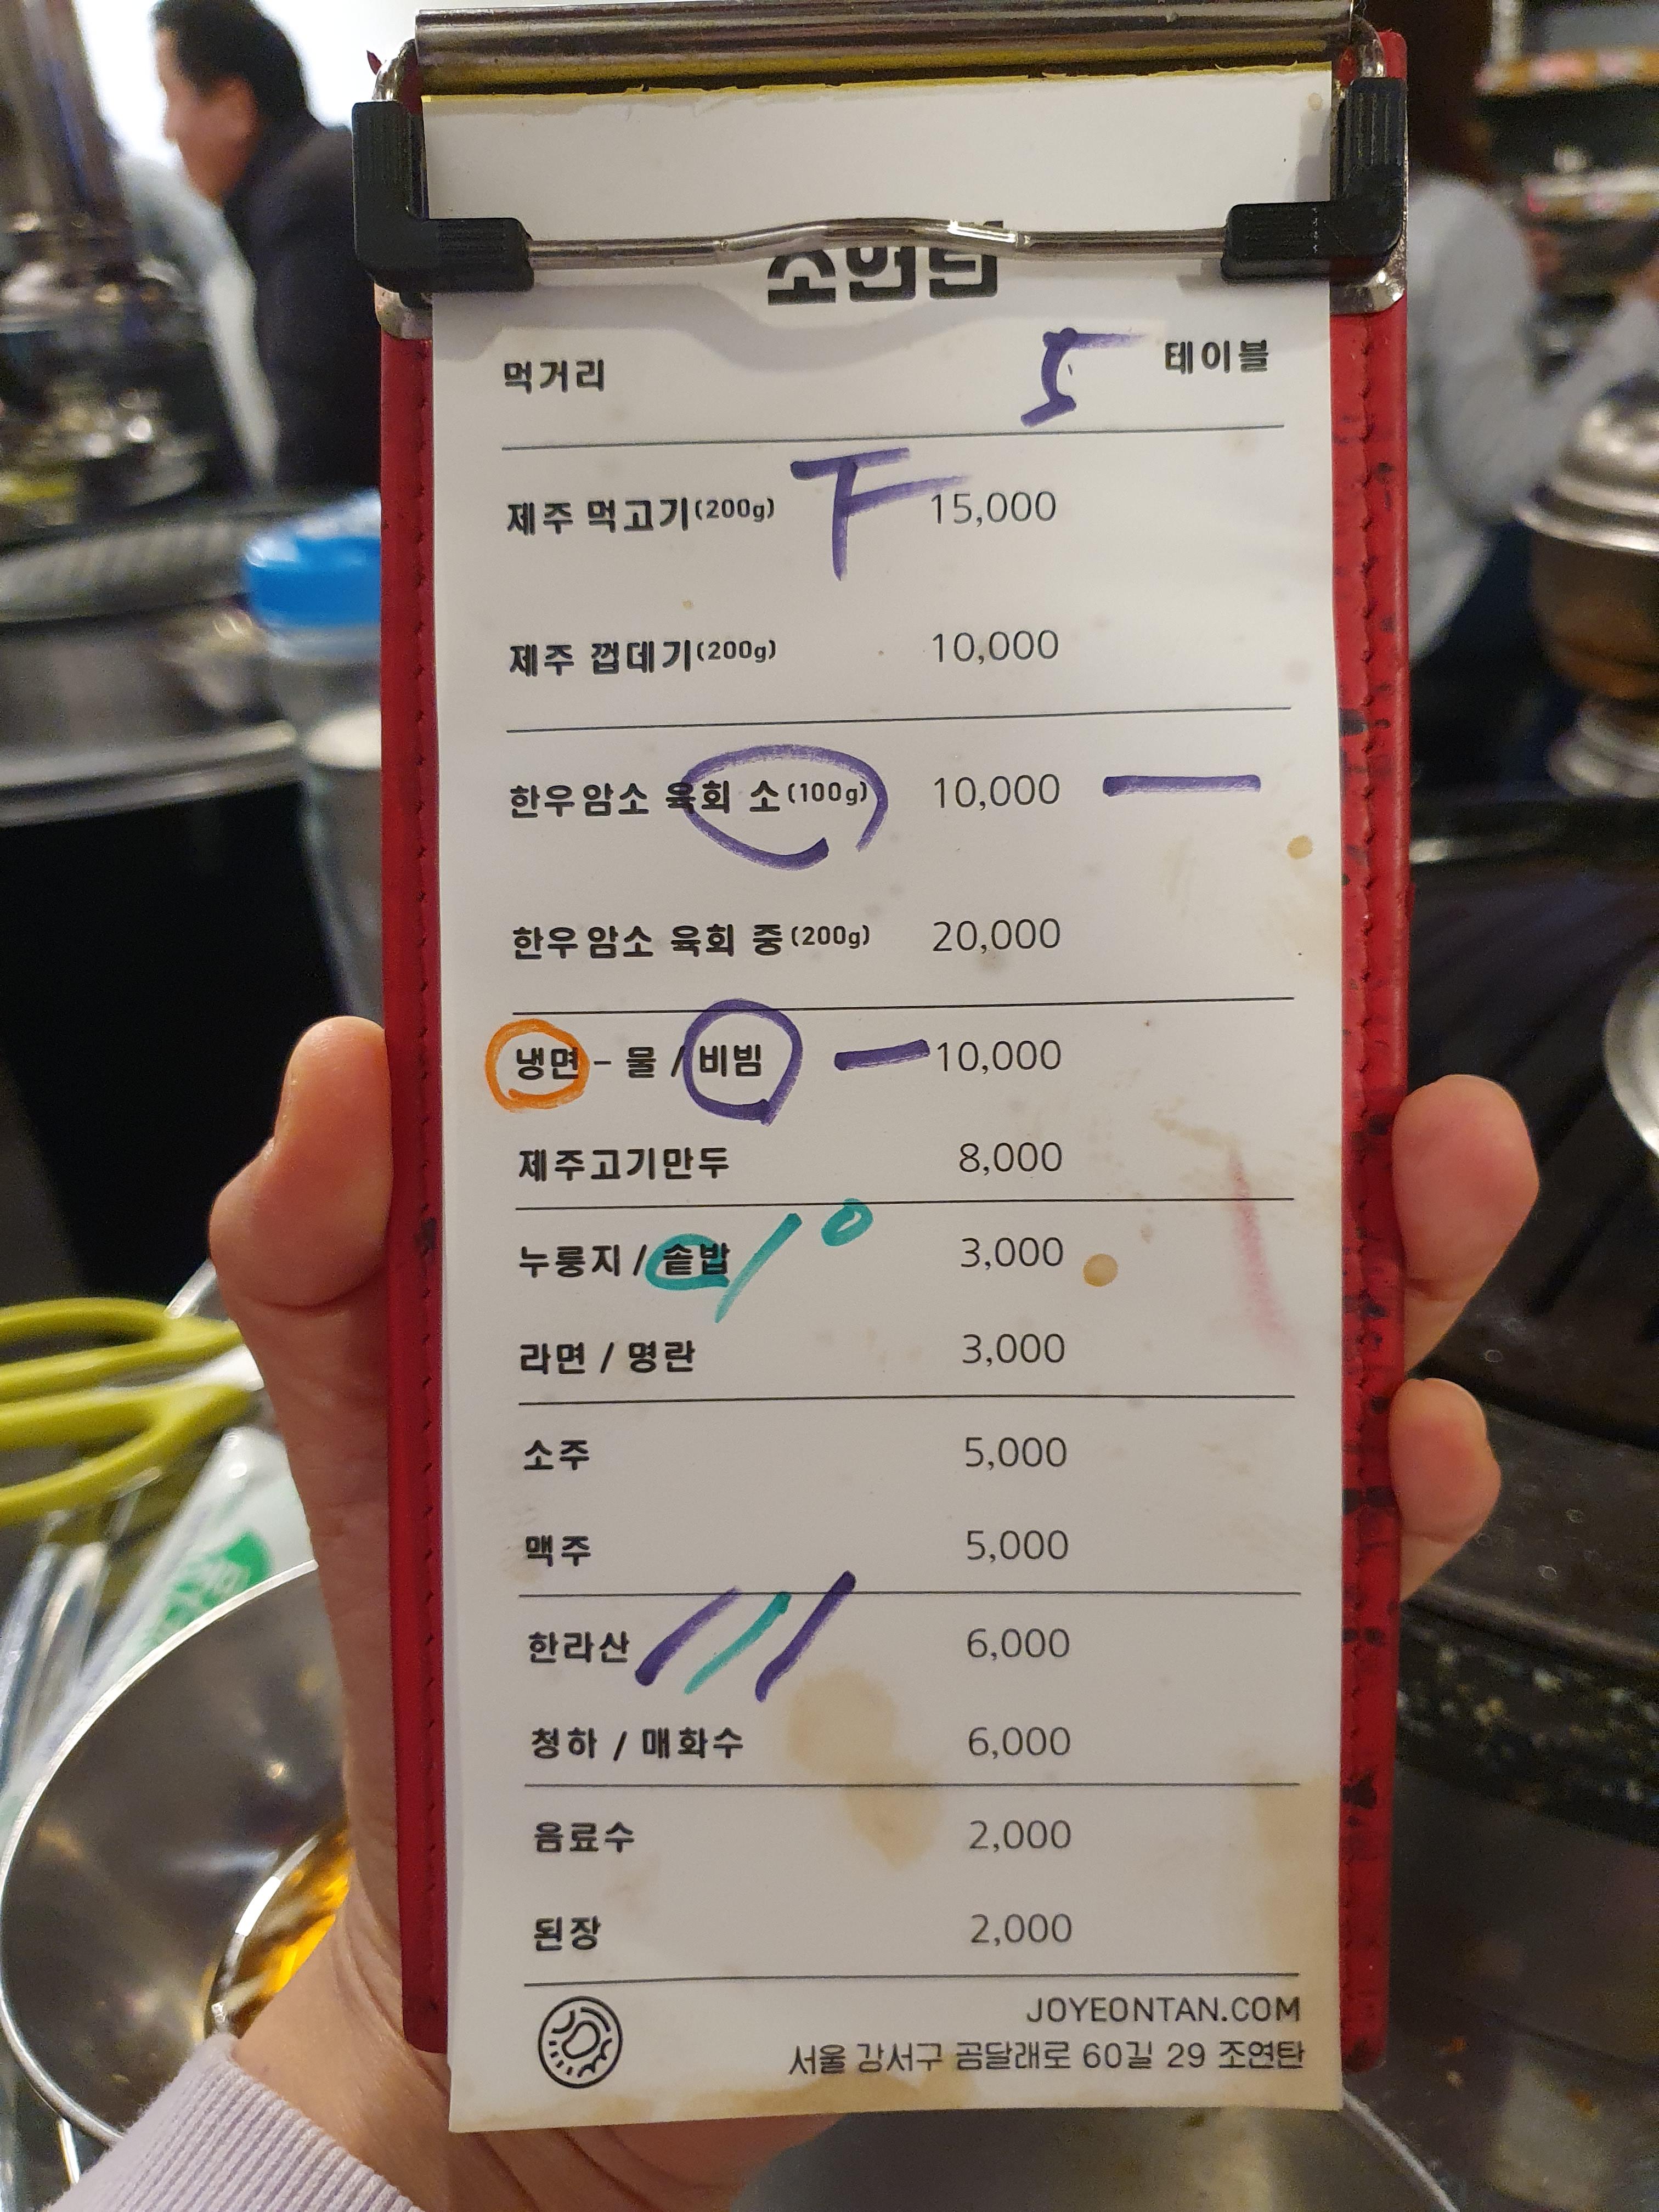 조연탄
먹거리 5 테이블
제주 먹고기(200g) 15,000
제주 껍데기(200g) 10,000
한우암소 육회 소(100g) 10,000
한우암소 육회 중(200g) 20,000
냉면 - 물 / 비빔 10,000
제주고기만두 8,000
누룽지 / 솥밥 3,000
라면 / 명란 3,000
소주 5,000
맥주 5,000
한라산 6,000
청하 / 매화수 6,000
음료수 2,000
된장 2,000
JOYEONTAN.COM
서울 강서구 곰달래로 60길 29 조연탄